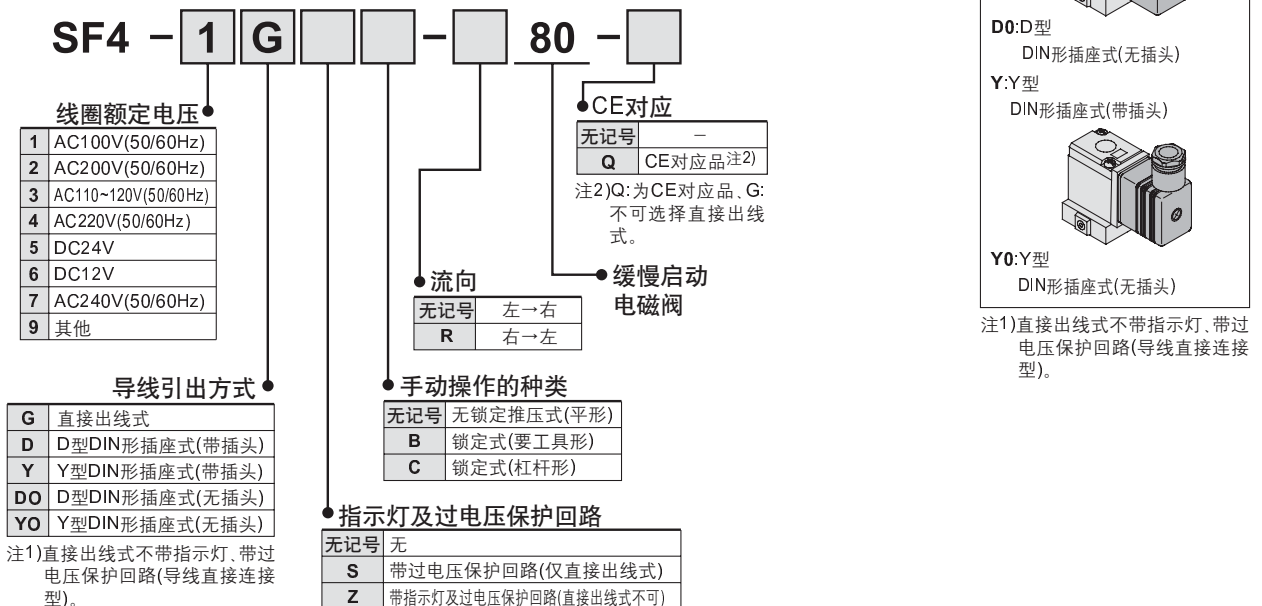 SF4 － 1 G － 80 －
线圈额定电压
1 AC100V(50/60Hz)
2 AC200V(50/60Hz)
3 AC110~120V(50/60Hz)
4 AC220V(50/60Hz)
5 DC24V
6 DC12V
7 AC240V(50/60Hz)
9 其他
导线引出方式
G 直接出线式
D D型DIN形插座式(带插头)
Y Y型DIN形插座式(带插头)
DO D型DIN形插座式(无插头)
YO Y型DIN形插座式(无插头)
注1)直接出线式不带指示灯、带过
电压保护回路(导线直接连接
型)。
CE对应
无记号 －
Q CE对应品注2)
注2)Q:为CE对应品、G:
不可选择直接出线
式。
缓慢启动
电磁阀
流向
无记号 左→右
R 右→左
手动操作的种类
无记号 无锁定推压式(平形)
B 锁定式(要工具形)
C 锁定式(杠杆形)
指示灯及过电压保护回路
无记号 无
S 带过电压保护回路(仅直接出线式)
Z 带指示灯及过电压保护回路(直接出线式不可)
D0:D型
DIN形插座式(无插头)
Y:Y型
DIN形插座式(带插头)
Y0:Y型
DIN形插座式(无插头)
注1)直接出线式不带指示灯、带过
电压保护回路(导线直接连接
型)。